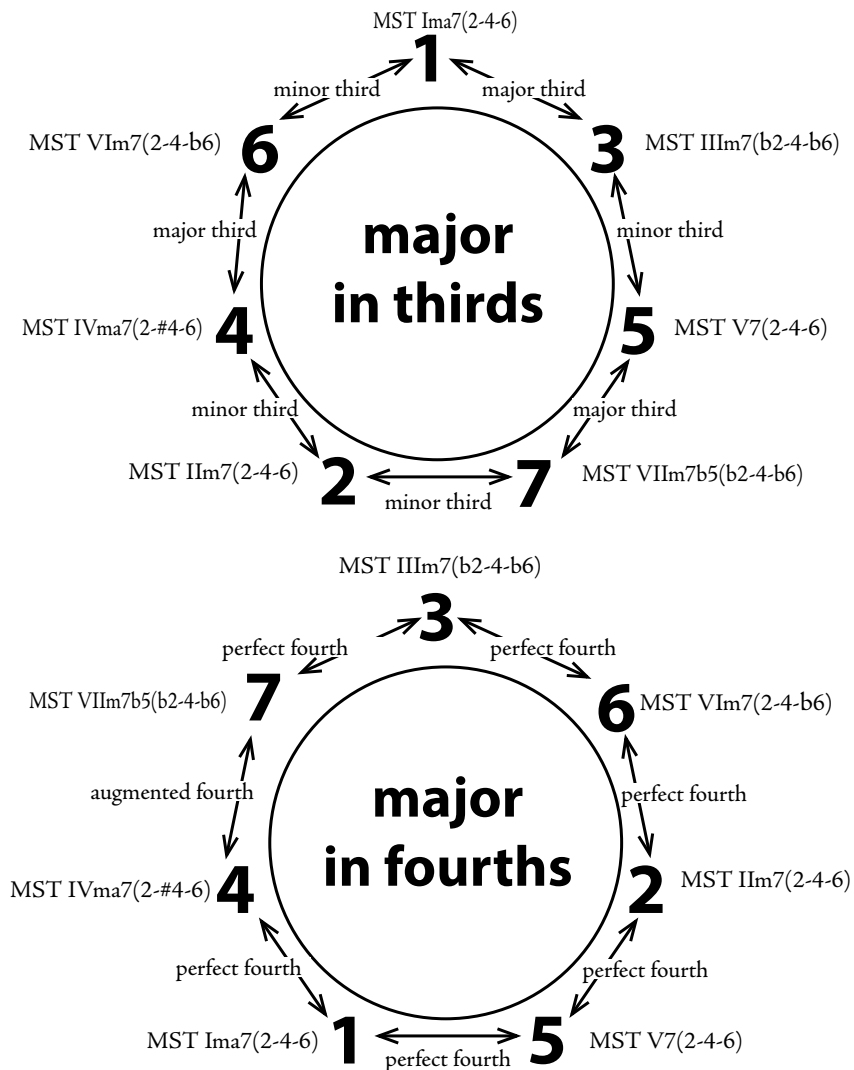 MST Ima7(2-4-6)
1
minor third
major third
MST VIm7(2-4-b6)
6
3
MST IIIm7(b2-4-b6)
major
in thirds
major third
minor third
MST IVma7(2-#4-6)
4
5
MST V7(2-4-6)
minor third
major third
MST IIm7(2-4-6)
2
7
MST VIIm7b5(b2-4-b6)
minor third
MST IIIm7(b2-4-b6)
3
perfect fourth
perfect fourth
MST VIIm7b5(b2-4-b6)
7
6
MST VIm7(2-4-b6)
major
in fourths
augmented fourth
perfect fourth
MST IVma7(2-#4-6)
4
2
MST IIm7(2-4-6)
perfect fourth
perfect fourth
MST Ima7(2-4-6)
1
5
MST V7(2-4-6)
perfect fourth